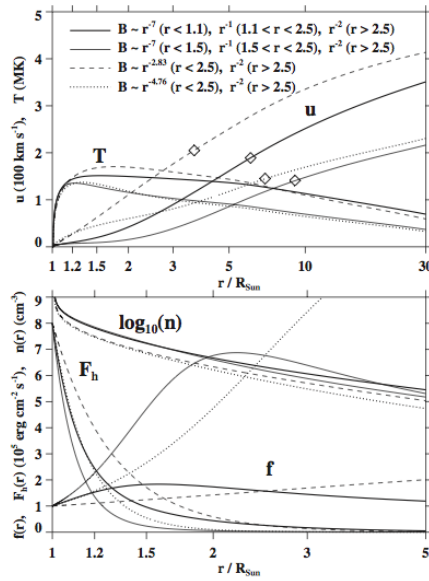 B ~ r^-7 (r < 1.1), r^-1 (1.1 < r < 2.5), r^-2 (r > 2.5)
B ~ r^-7 (r < 1.5), r^-1 (1.5 < r < 2.5), r^-2 (r > 2.5)
B ~ r^-2.83 (r < 2.5), r^-2 (r > 2.5)
B ~ r^-4.76 (r < 2.5), r^-2 (r > 2.5)
u (100 km s^-1), T (MK)
5
4
3
2
1
0
u
T
1 1.2 1.5 2 3 5 10 30
r / R_Sun
f(r), F_h(r) (10^5 erg cm^-2 s^-1), n(r) (cm^-3)
9
8
7
6
5
4
3
2
1
0
log_10(n)
F_h
f
1 1.2 1.5 2 3 5
r / R_Sun